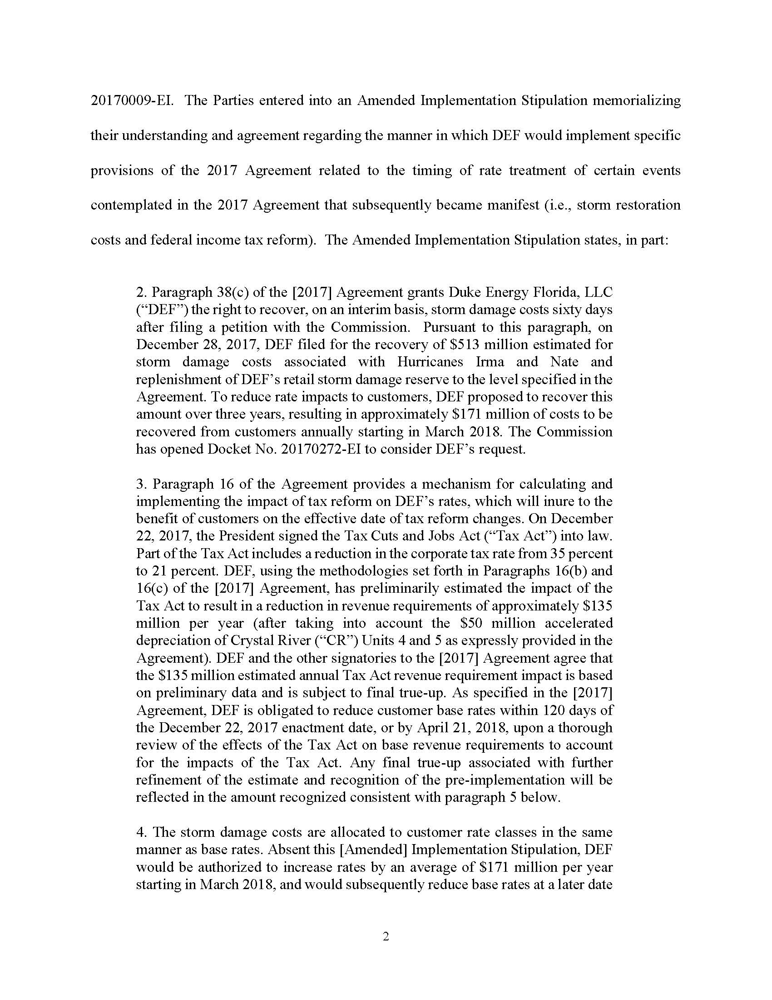 20170009-EI.  The Parties entered into an Amended Implementation Stipulation memorializing
their understanding and agreement regarding the manner in which DEF would implement specific
provisions of the 2017 Agreement related to the timing of rate treatment of certain events
contemplated in the 2017 Agreement that subsequently became manifest (i.e., storm restoration
costs and federal income tax reform).  The Amended Implementation Stipulation states, in part:
2. Paragraph 38(c) of the [2017] Agreement grants Duke Energy Florida, LLC
(“DEF”) the right to recover, on an interim basis, storm damage costs sixty days
after filing a petition with the Commission.  Pursuant to this paragraph, on
December 28, 2017, DEF filed for the recovery of $513 million estimated for
storm damage costs associated with Hurricanes Irma and Nate and
replenishment of DEF’s retail storm damage reserve to the level specified in the
Agreement. To reduce rate impacts to customers, DEF proposed to recover this
amount over three years, resulting in approximately $171 million of costs to be
recovered from customers annually starting in March 2018. The Commission
has opened Docket No. 20170272-EI to consider DEF’s request.
3. Paragraph 16 of the Agreement provides a mechanism for calculating and
implementing the impact of tax reform on DEF’s rates, which will inure to the
benefit of customers on the effective date of tax reform changes. On December
22, 2017, the President signed the Tax Cuts and Jobs Act (“Tax Act”) into law.
Part of the Tax Act includes a reduction in the corporate tax rate from 35 percent
to 21 percent. DEF, using the methodologies set forth in Paragraphs 16(b) and
16(c) of the [2017] Agreement, has preliminarily estimated the impact of the
Tax Act to result in a reduction in revenue requirements of approximately $135
million per year (after taking into account the $50 million accelerated
depreciation of Crystal River (“CR”) Units 4 and 5 as expressly provided in the
Agreement). DEF and the other signatories to the [2017] Agreement agree that
the $135 million estimated annual Tax Act revenue requirement impact is based
on preliminary data and is subject to final true-up. As specified in the [2017]
Agreement, DEF is obligated to reduce customer base rates within 120 days of
the December 22, 2017 enactment date, or by April 21, 2018, upon a thorough
review of the effects of the Tax Act on base revenue requirements to account
for the impacts of the Tax Act. Any final true-up associated with further
refinement of the estimate and recognition of the pre-implementation will be
reflected in the amount recognized consistent with paragraph 5 below.
4. The storm damage costs are allocated to customer rate classes in the same
manner as base rates. Absent this [Amended] Implementation Stipulation, DEF
would be authorized to increase rates by an average of $171 million per year
starting in March 2018, and would subsequently reduce base rates at a later date
2